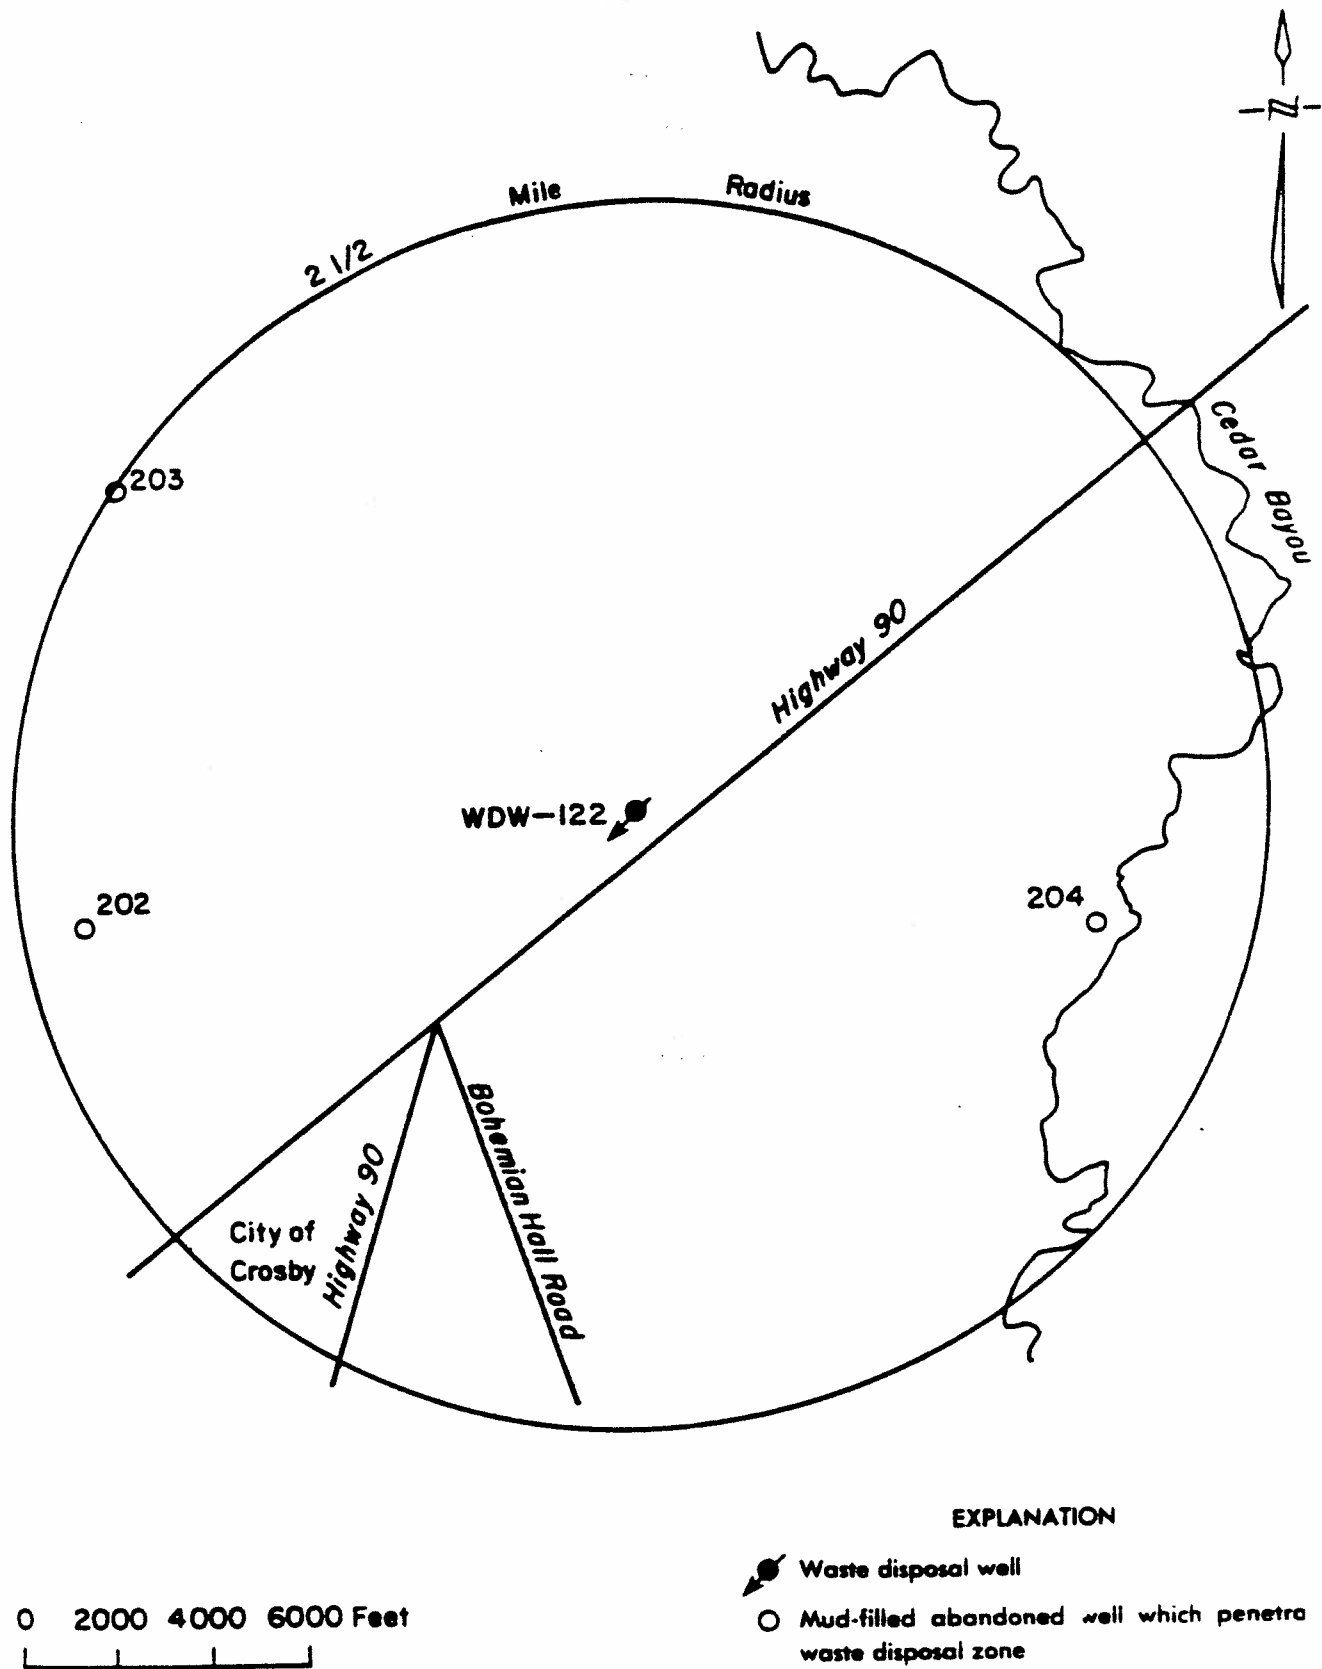 N
2 1/2 Mile Radius
203
Cedar Bayou
Highway 90
WDW-122
202
204
Bohemian Hall Road
Highway 90
City of
Crosby
EXPLANATION
Waste disposal well
Mud-filled abandoned well which penetra
waste disposal zone
0 2000 4000 6000 Feet